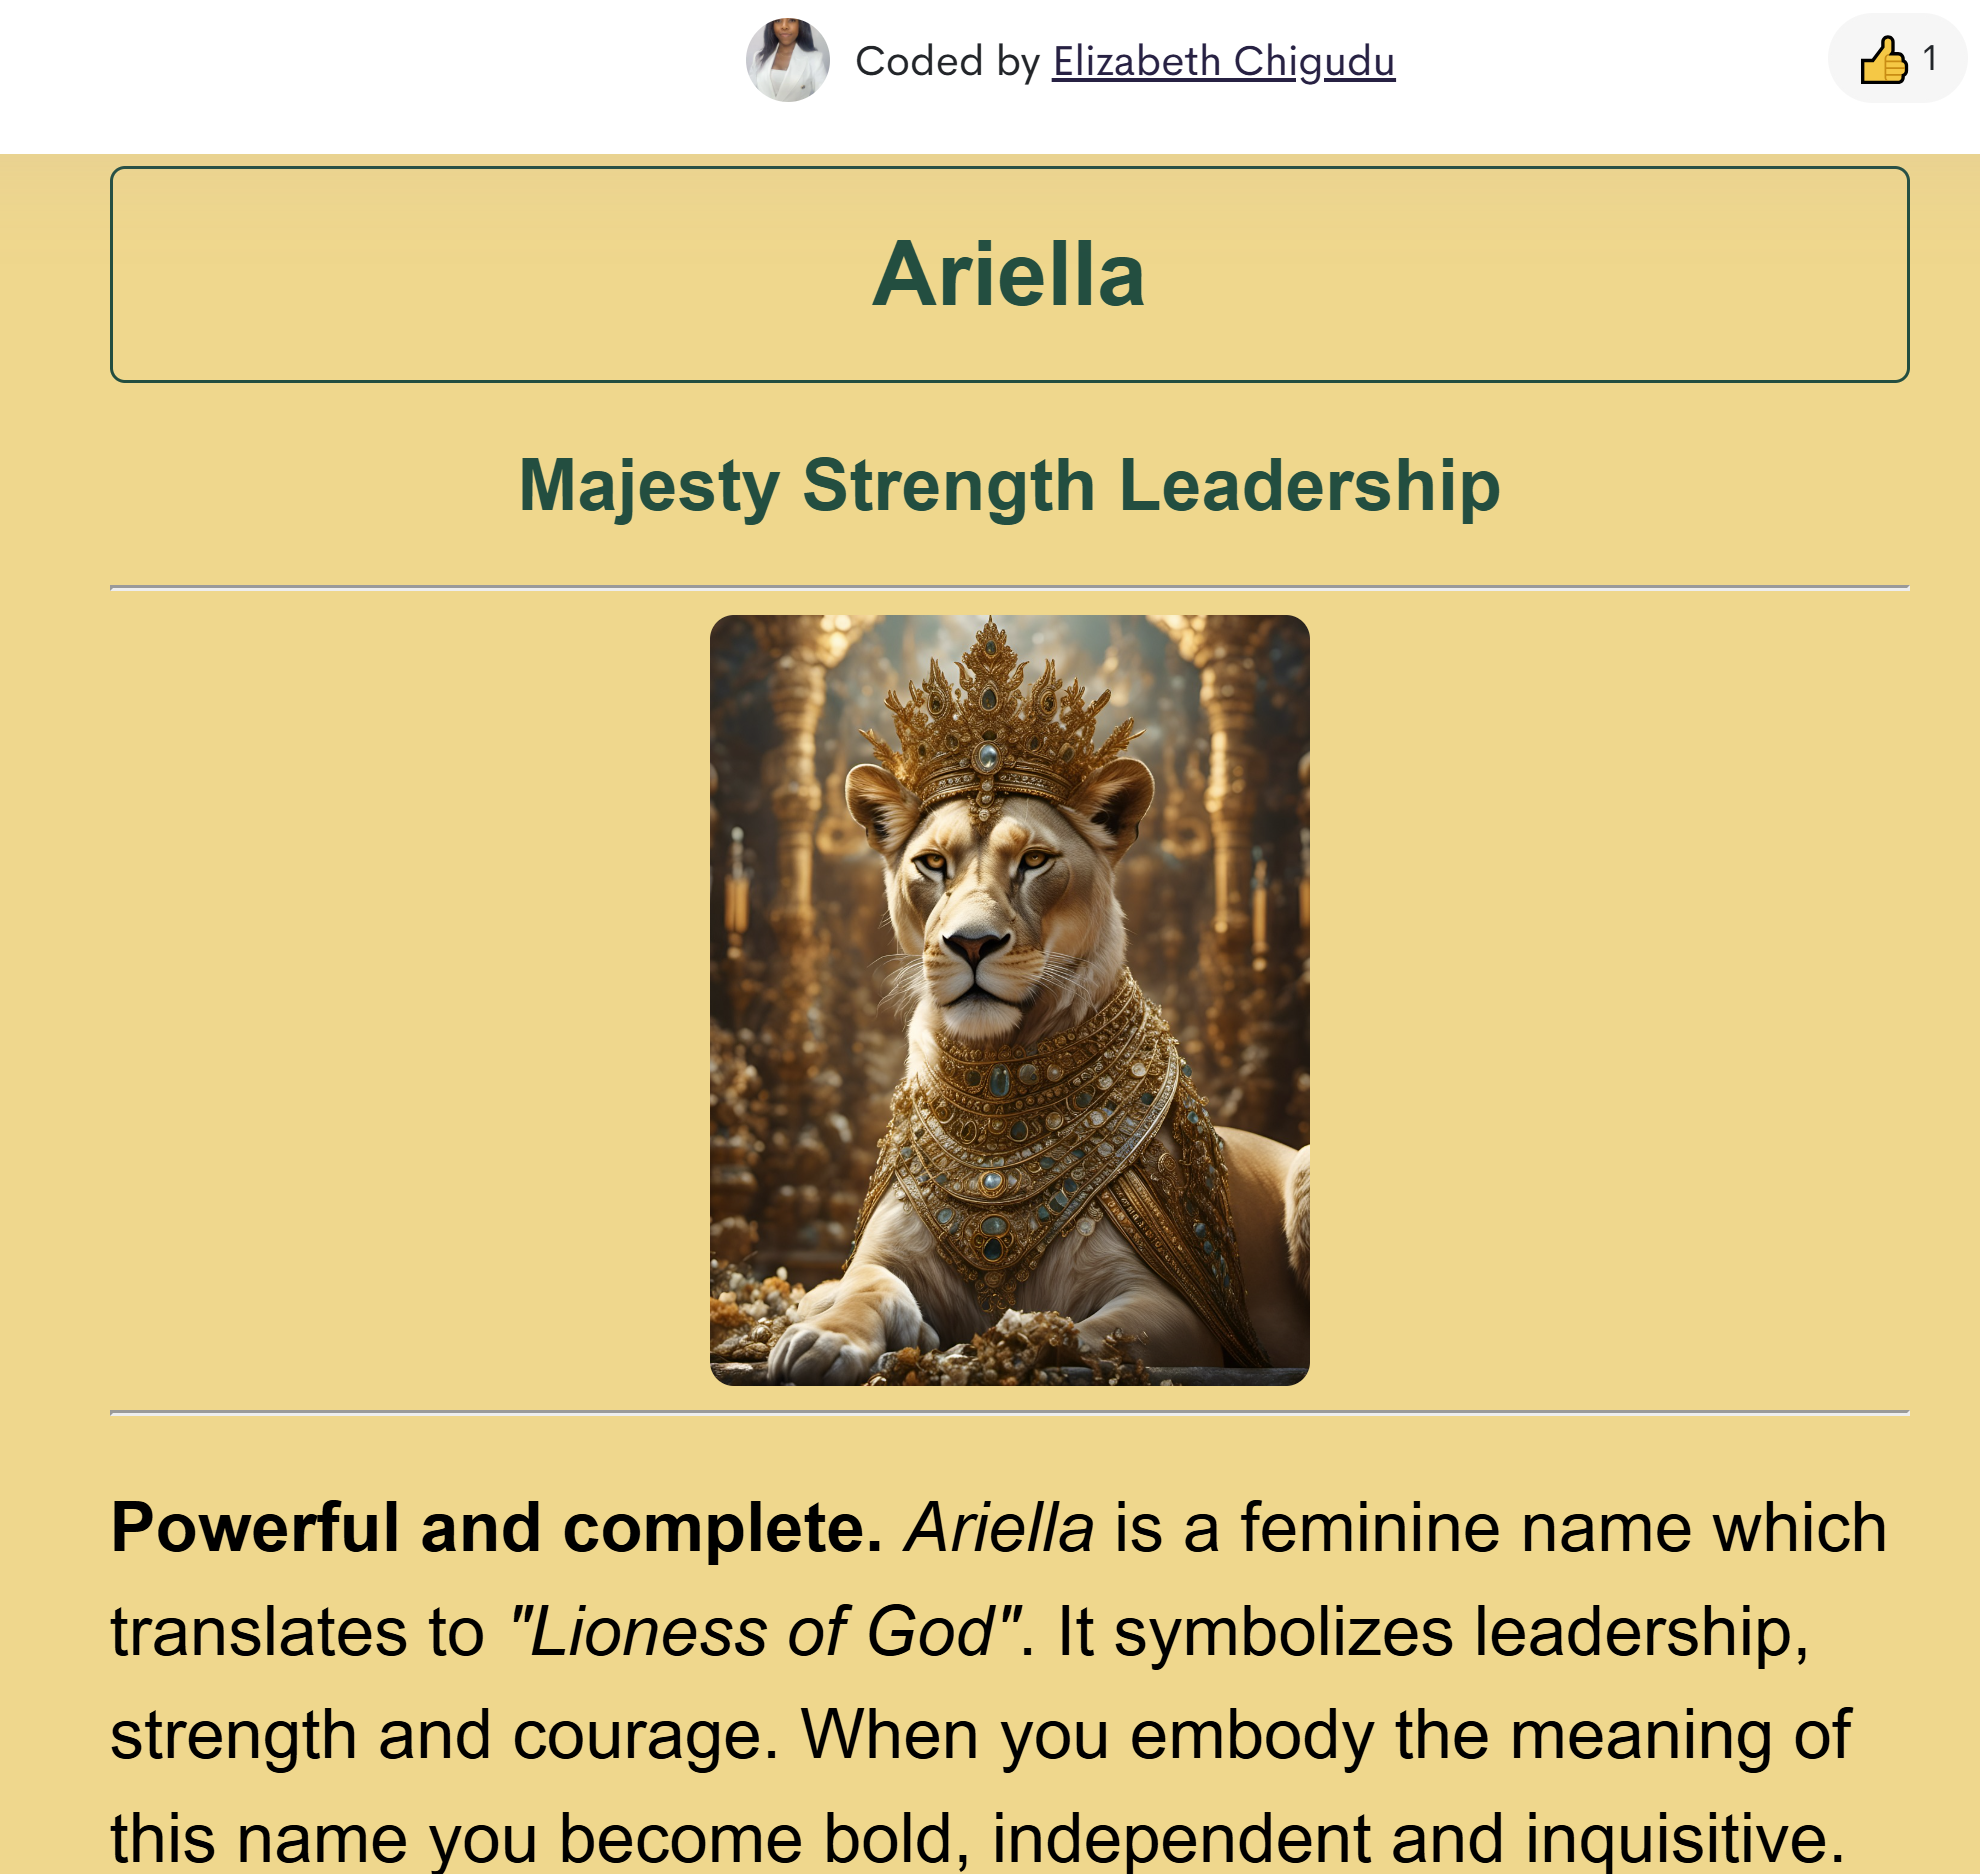 Coded by Elizabeth Chigudu
1
Ariella
Majesty Strength Leadership
Powerful and complete. Ariella is a feminine name which
translates to "Lioness of God". It symbolizes leadership,
strength and courage. When you embody the meaning of
this name you become bold, independent and inquisitive.